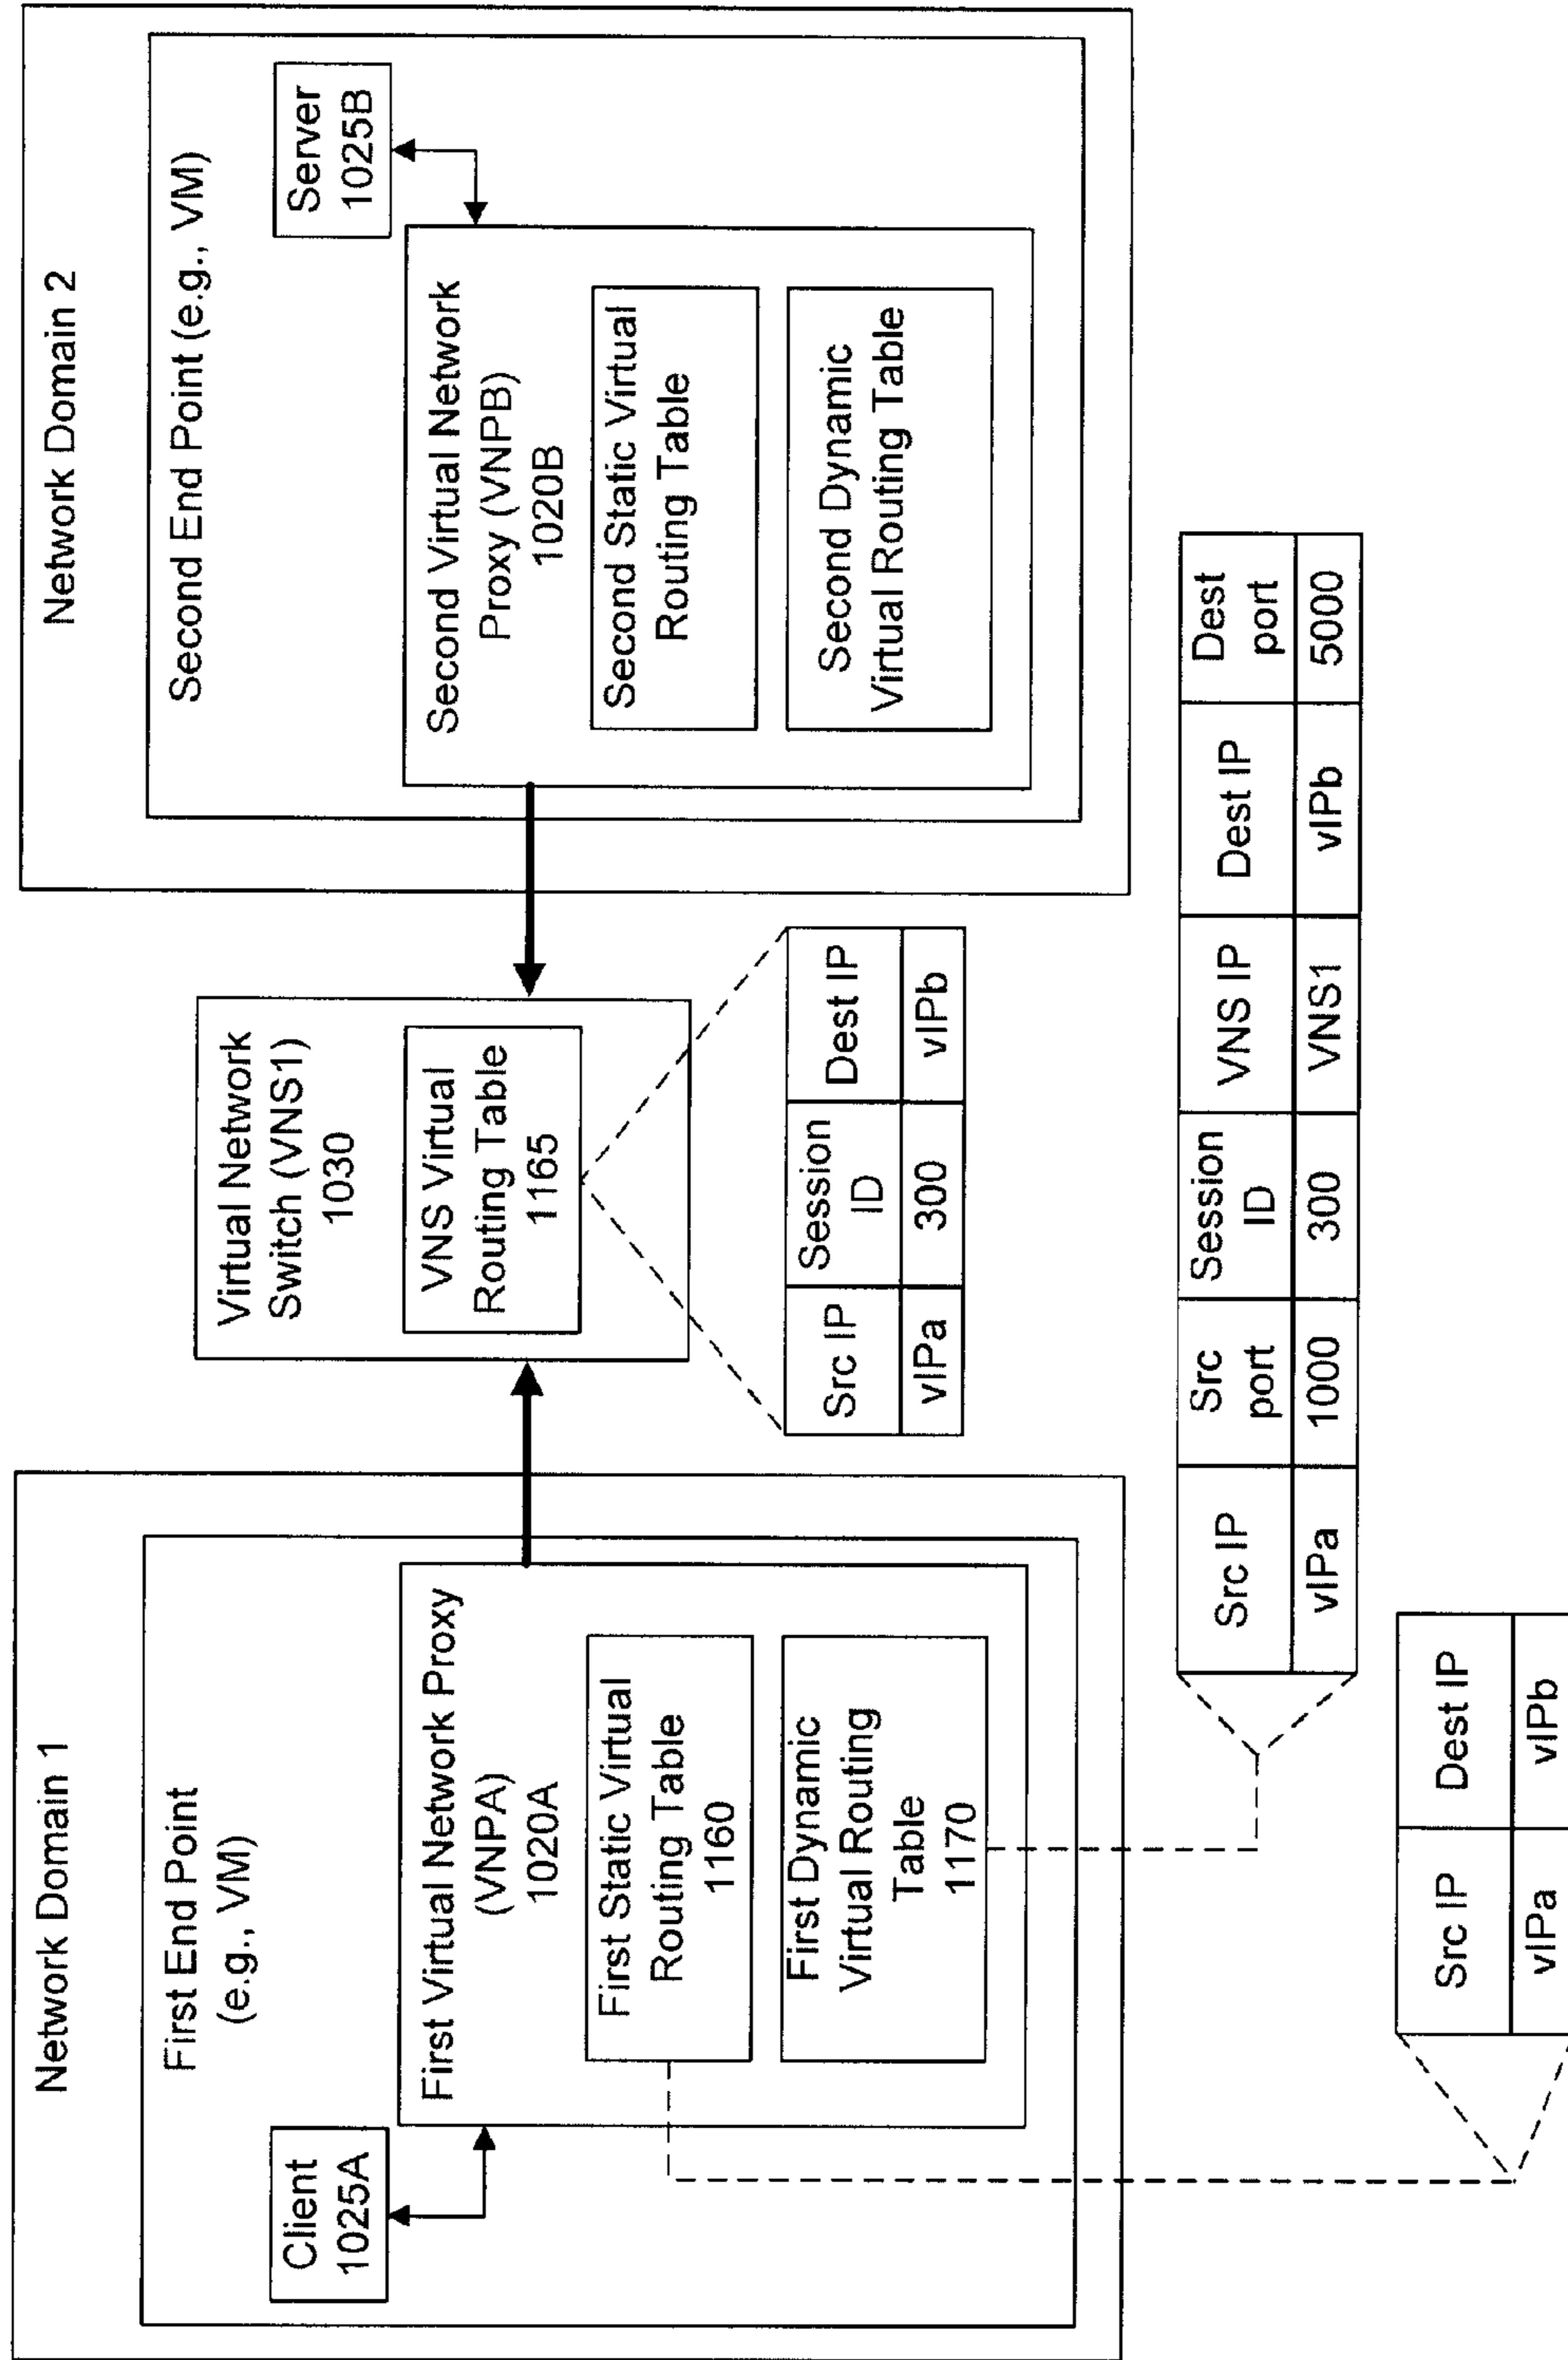 Network Domain 1
First End Point
(e.g., VM)
Client
1025A
First Virtual Network Proxy
(VNPA)
1020A
First Static Virtual
Routing Table
1160
First Dynamic
Virtual Routing
Table
1170
Virtual Network
Switch (VNS1)
1030
VNS Virtual
Routing Table
1165
Src IP Session ID Dest IP
vIPa 300 vIPb
Network Domain 2
Second End Point (e.g., VM)
Server
1025B
Second Virtual Network
Proxy (VNPB)
1020B
Second Static Virtual
Routing Table
Second Dynamic
Virtual Routing Table
Src IP Src port Session ID VNS IP Dest IP Dest port
vIPa 1000 300 VNS1 vIPb 5000
Src IP Dest IP
vIPa vIPb